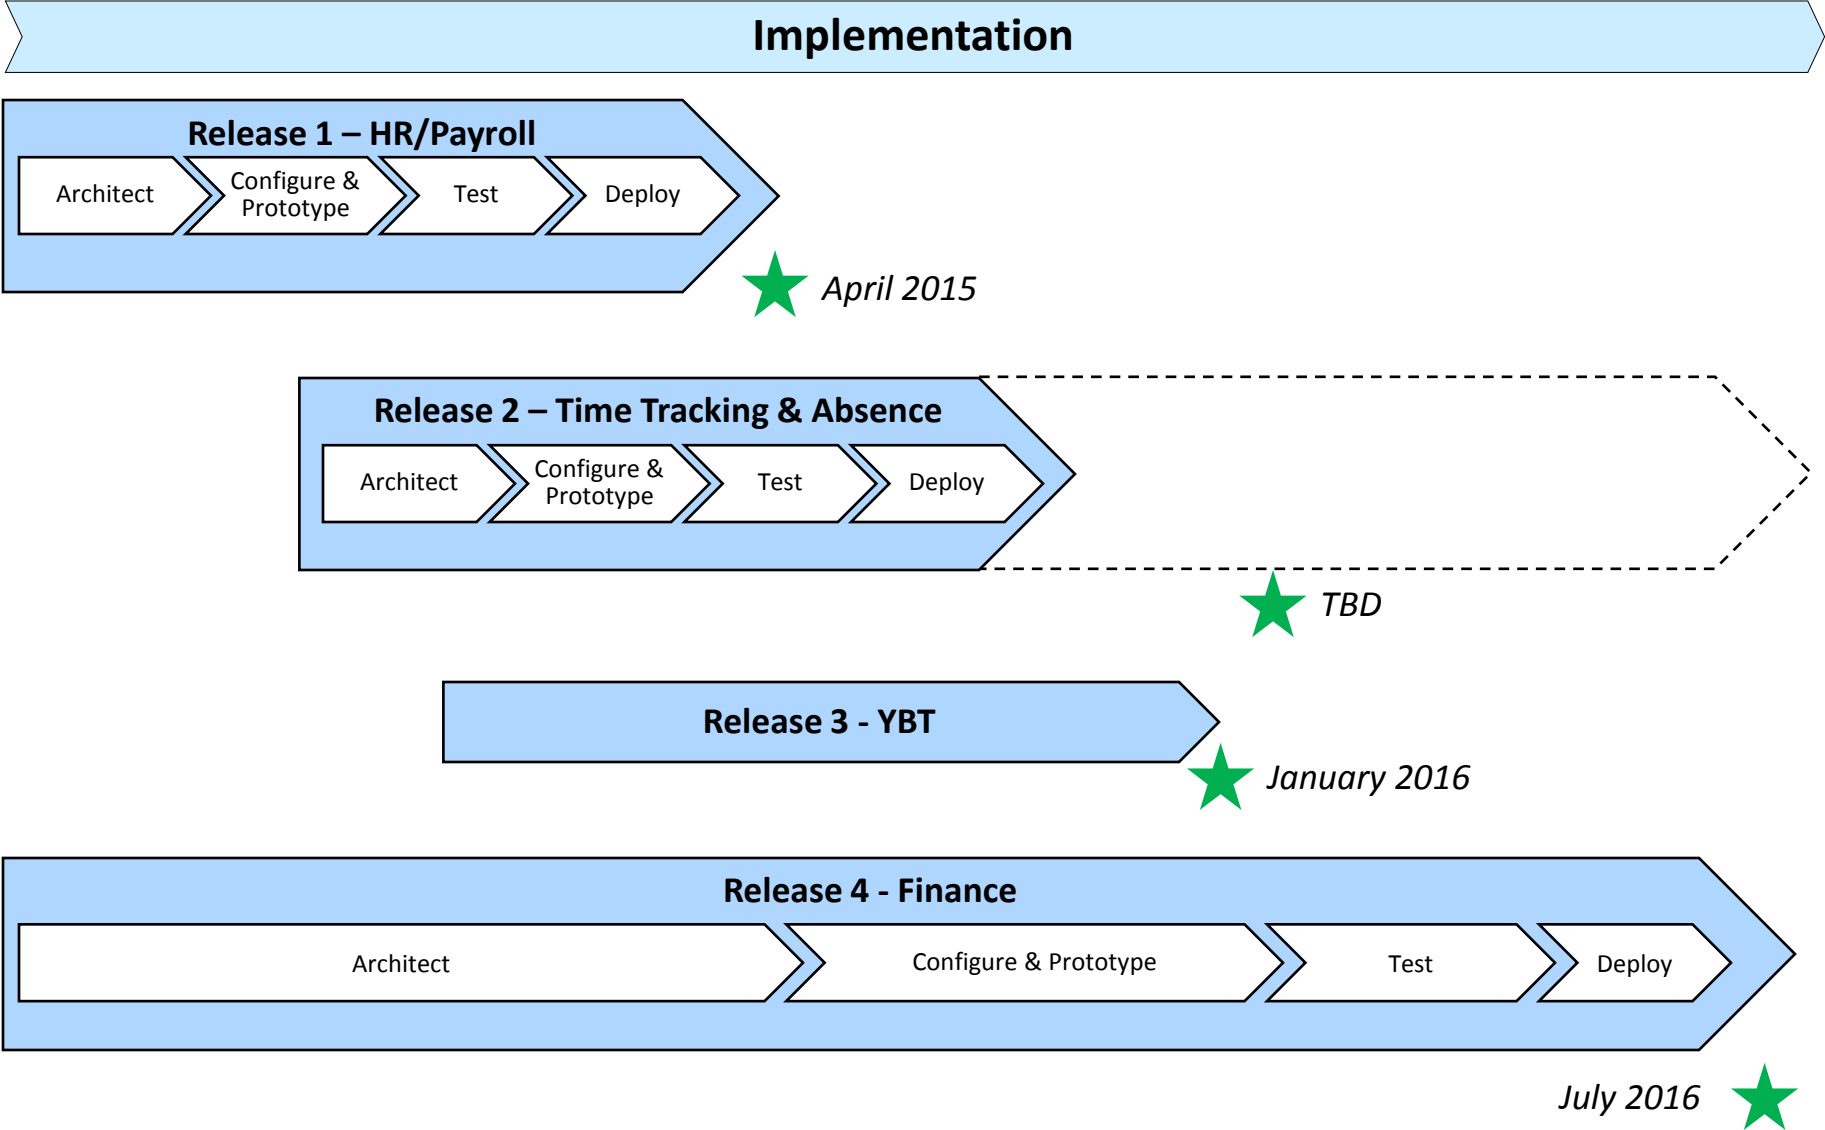 Implementation
Release 1 – HR/Payroll
Architect
Configure &
Prototype
Test
Deploy
April 2015
Release 2 – Time Tracking & Absence
Architect
Configure &
Prototype
Test
Deploy
TBD
Release 3 - YBT
January 2016
Release 4 - Finance
Architect
Configure & Prototype
Test
Deploy
July 2016